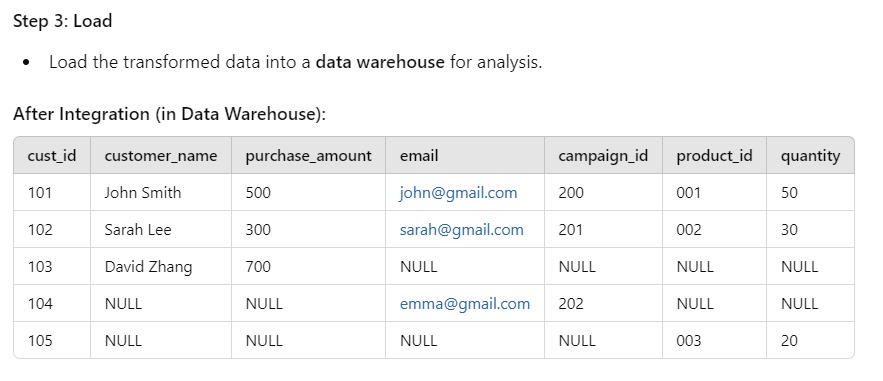 Step 3: Load
• Load the transformed data into a data warehouse for analysis.
After Integration (in Data Warehouse):
cust_id customer_name purchase_amount email campaign_id product_id quantity
101 John Smith 500 john@gmail.com 200 001 50
102 Sarah Lee 300 sarah@gmail.com 201 002 30
103 David Zhang 700 NULL NULL NULL NULL
104 NULL NULL emma@gmail.com 202 NULL NULL
105 NULL NULL NULL NULL 003 20